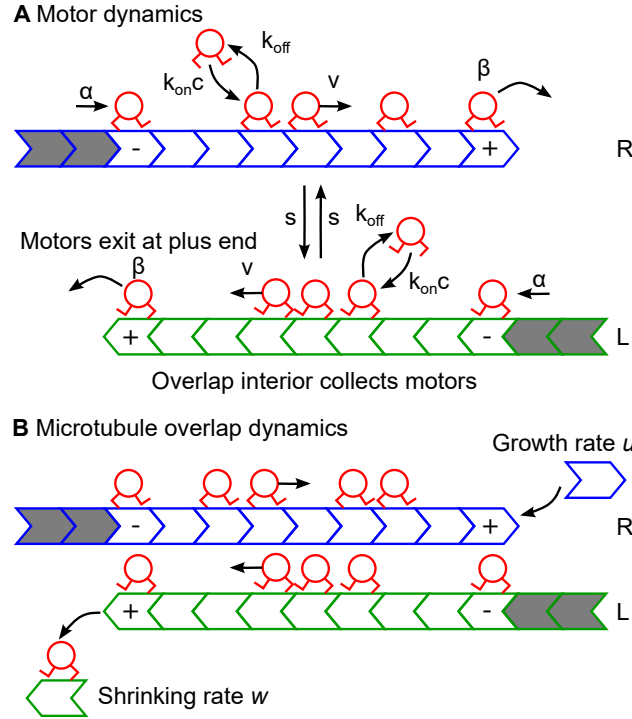 A Motor dynamics
k_off
k_on c
α
v
β
-
+
R
s
s
k_off
Motors exit at plus end
β
v
k_on c
α
+
-
L
Overlap interior collects motors
B Microtubule overlap dynamics
Growth rate u
-
+
R
+
-
L
Shrinking rate w